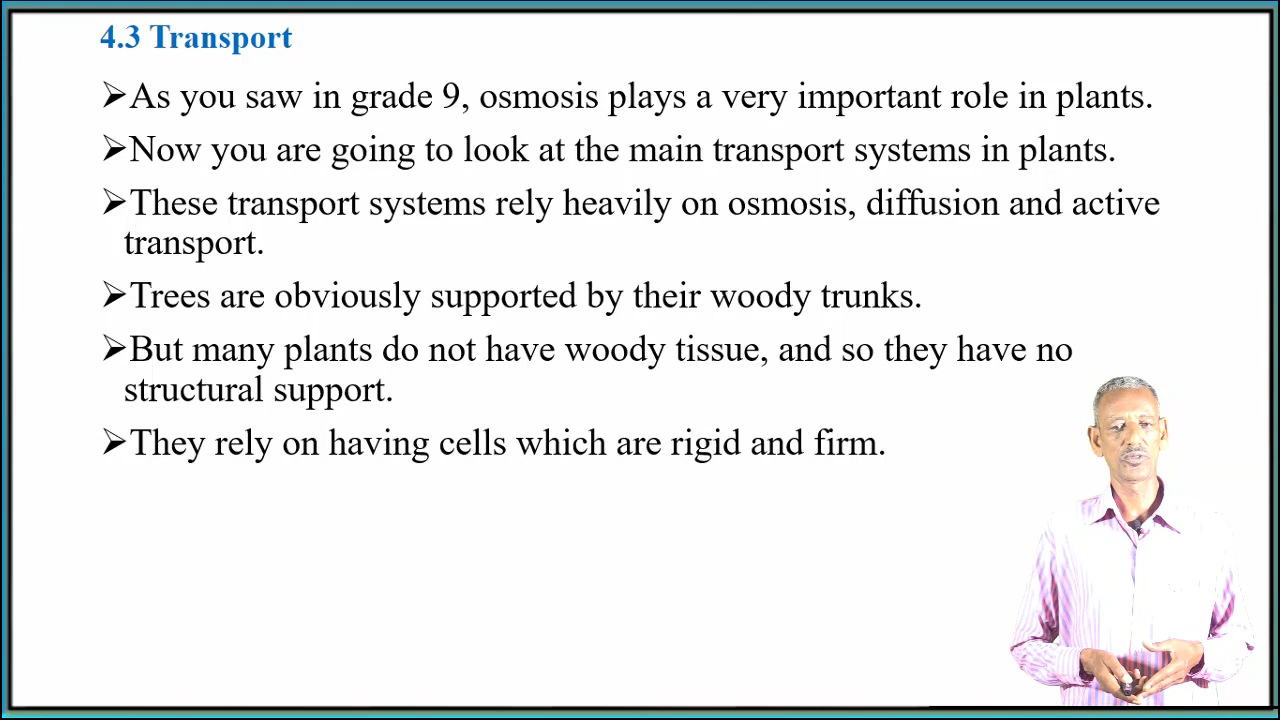 4.3 Transport
➢As you saw in grade 9, osmosis plays a very important role in plants.
➢Now you are going to look at the main transport systems in plants.
➢These transport systems rely heavily on osmosis, diffusion and active
transport.
➢Trees are obviously supported by their woody trunks.
➢But many plants do not have woody tissue, and so they have no
structural support.
➢They rely on having cells which are rigid and firm.